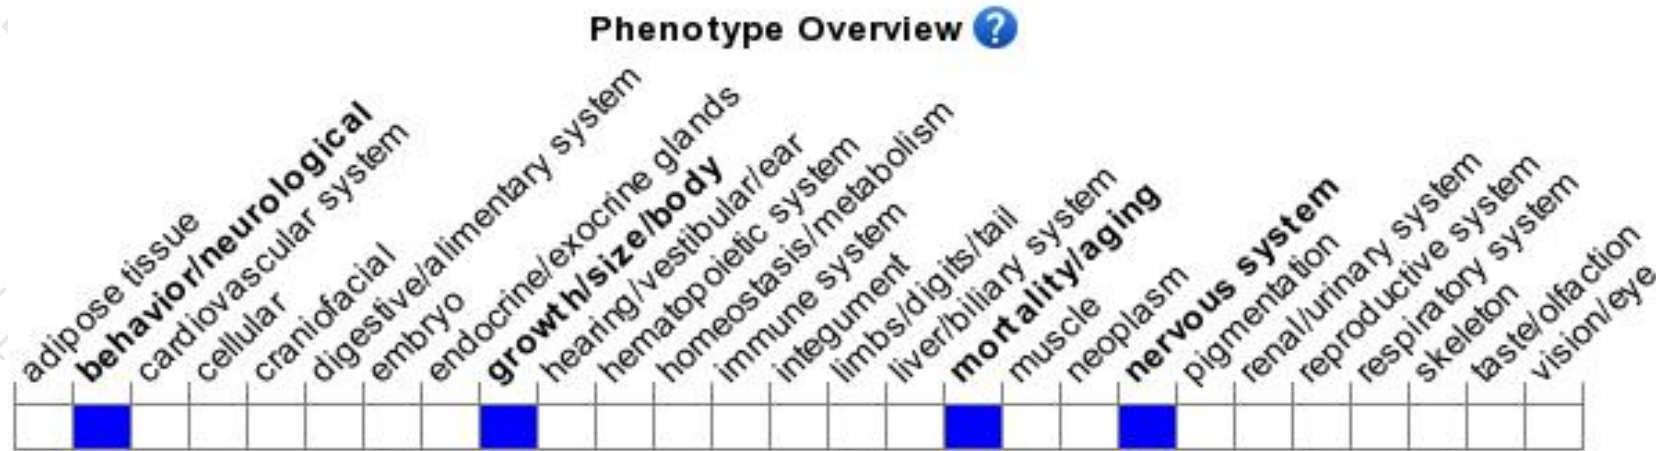 Phenotype Overview ?
adipose tissue
behavior/neurological
cardiovascular system
cellular
craniofacial
digestive/alimentary system
embryo
endocrine/exocrine glands
growth/size/body
hearing/vestibular/ear
hematopoietic system
homeostasis/metabolism
immune system
integument
limbs/digits/tail
liver/biliary system
mortality/aging
muscle
neoplasm
nervous system
pigmentation
renal/urinary system
reproductive system
respiratory system
skeleton
taste/olfaction
vision/eye